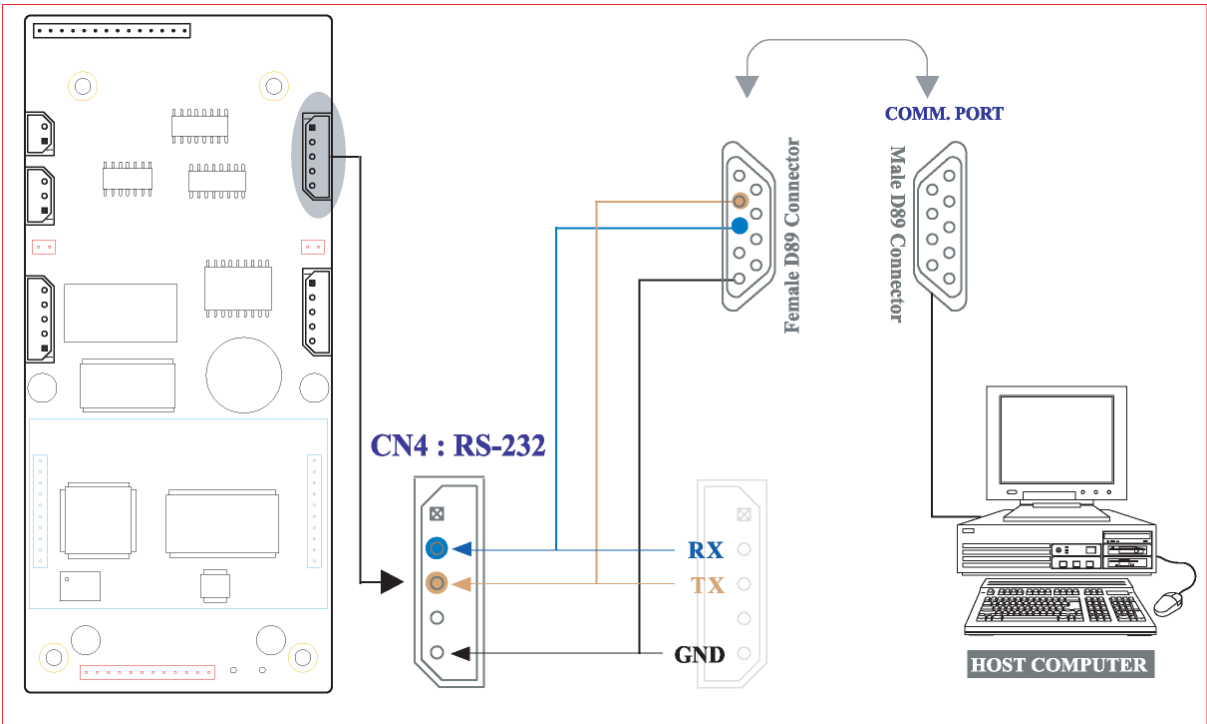 COMM. PORT
Female D89 Connector
Male D89 Connector
CN4 : RS-232
RX
TX
GND
HOST COMPUTER